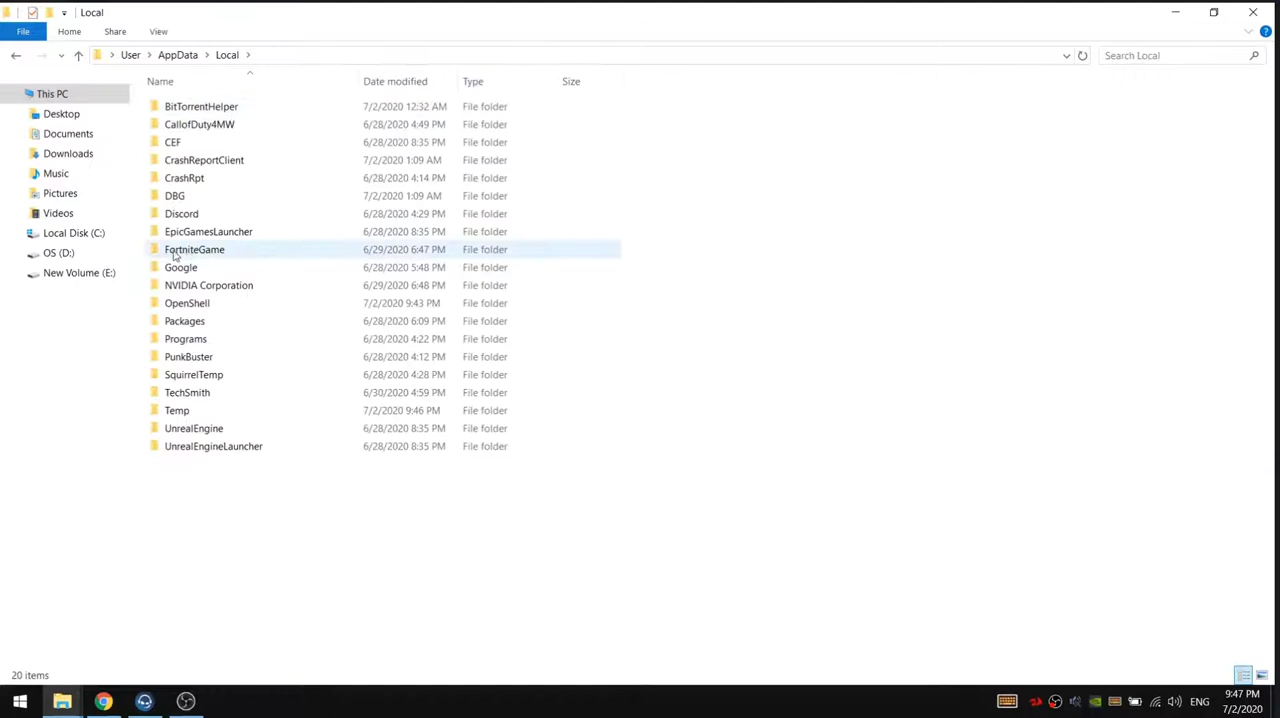 Local
File Home Share View
User AppData Local Search Local
Name Date modified Type Size
This PC
Desktop
Documents
Downloads
Music
Pictures
Videos
Local Disk (C:)
OS (D:)
New Volume (E:)
BitTorrentHelper 7/2/2020 12:32 AM File folder
CallofDuty4MW 6/28/2020 4:49 PM File folder
CEF 6/28/2020 8:35 PM File folder
CrashReportClient 7/2/2020 1:09 AM File folder
CrashRpt 6/28/2020 4:14 PM File folder
DBG 7/2/2020 1:09 AM File folder
Discord 6/28/2020 4:29 PM File folder
EpicGamesLauncher 6/28/2020 8:35 PM File folder
FortniteGame 6/29/2020 6:47 PM File folder
Google 6/28/2020 5:48 PM File folder
NVIDIA Corporation 6/29/2020 6:48 PM File folder
OpenShell 7/2/2020 9:43 PM File folder
Packages 6/28/2020 6:09 PM File folder
Programs 6/28/2020 4:22 PM File folder
PunkBuster 6/28/2020 4:12 PM File folder
SquirrelTemp 6/28/2020 4:28 PM File folder
TechSmith 6/30/2020 4:59 PM File folder
Temp 7/2/2020 9:46 PM File folder
UnrealEngine 6/28/2020 8:35 PM File folder
UnrealEngineLauncher 6/28/2020 8:35 PM File folder
20 items
ENG
9:47 PM
7/2/2020